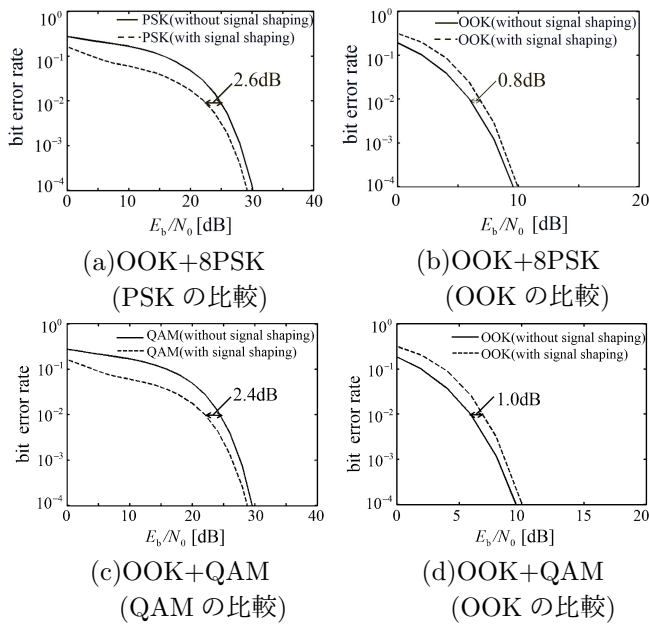 PSK(without signal shaping)
PSK(with signal shaping)
2.6dB
bit error rate
10^0
10^-1
10^-2
10^-3
10^-4
0 10 20 30 40
E_b/N_0 [dB]
(a)OOK+8PSK
(PSK の比較)
OOK(without signal shaping)
OOK(with signal shaping)
0.8dB
bit error rate
10^0
10^-1
10^-2
10^-3
10^-4
0 10 20
E_b/N_0 [dB]
(b)OOK+8PSK
(OOK の比較)
QAM(without signal shaping)
QAM(with signal shaping)
2.4dB
bit error rate
10^0
10^-1
10^-2
10^-3
10^-4
0 10 20 30 40
E_b/N_0 [dB]
(c)OOK+QAM
(QAM の比較)
OOK(without signal shaping)
OOK(with signal shaping)
1.0dB
bit error rate
10^0
10^-1
10^-2
10^-3
10^-4
0 5 10 15 20
E_b/N_0 [dB]
(d)OOK+QAM
(OOK の比較)